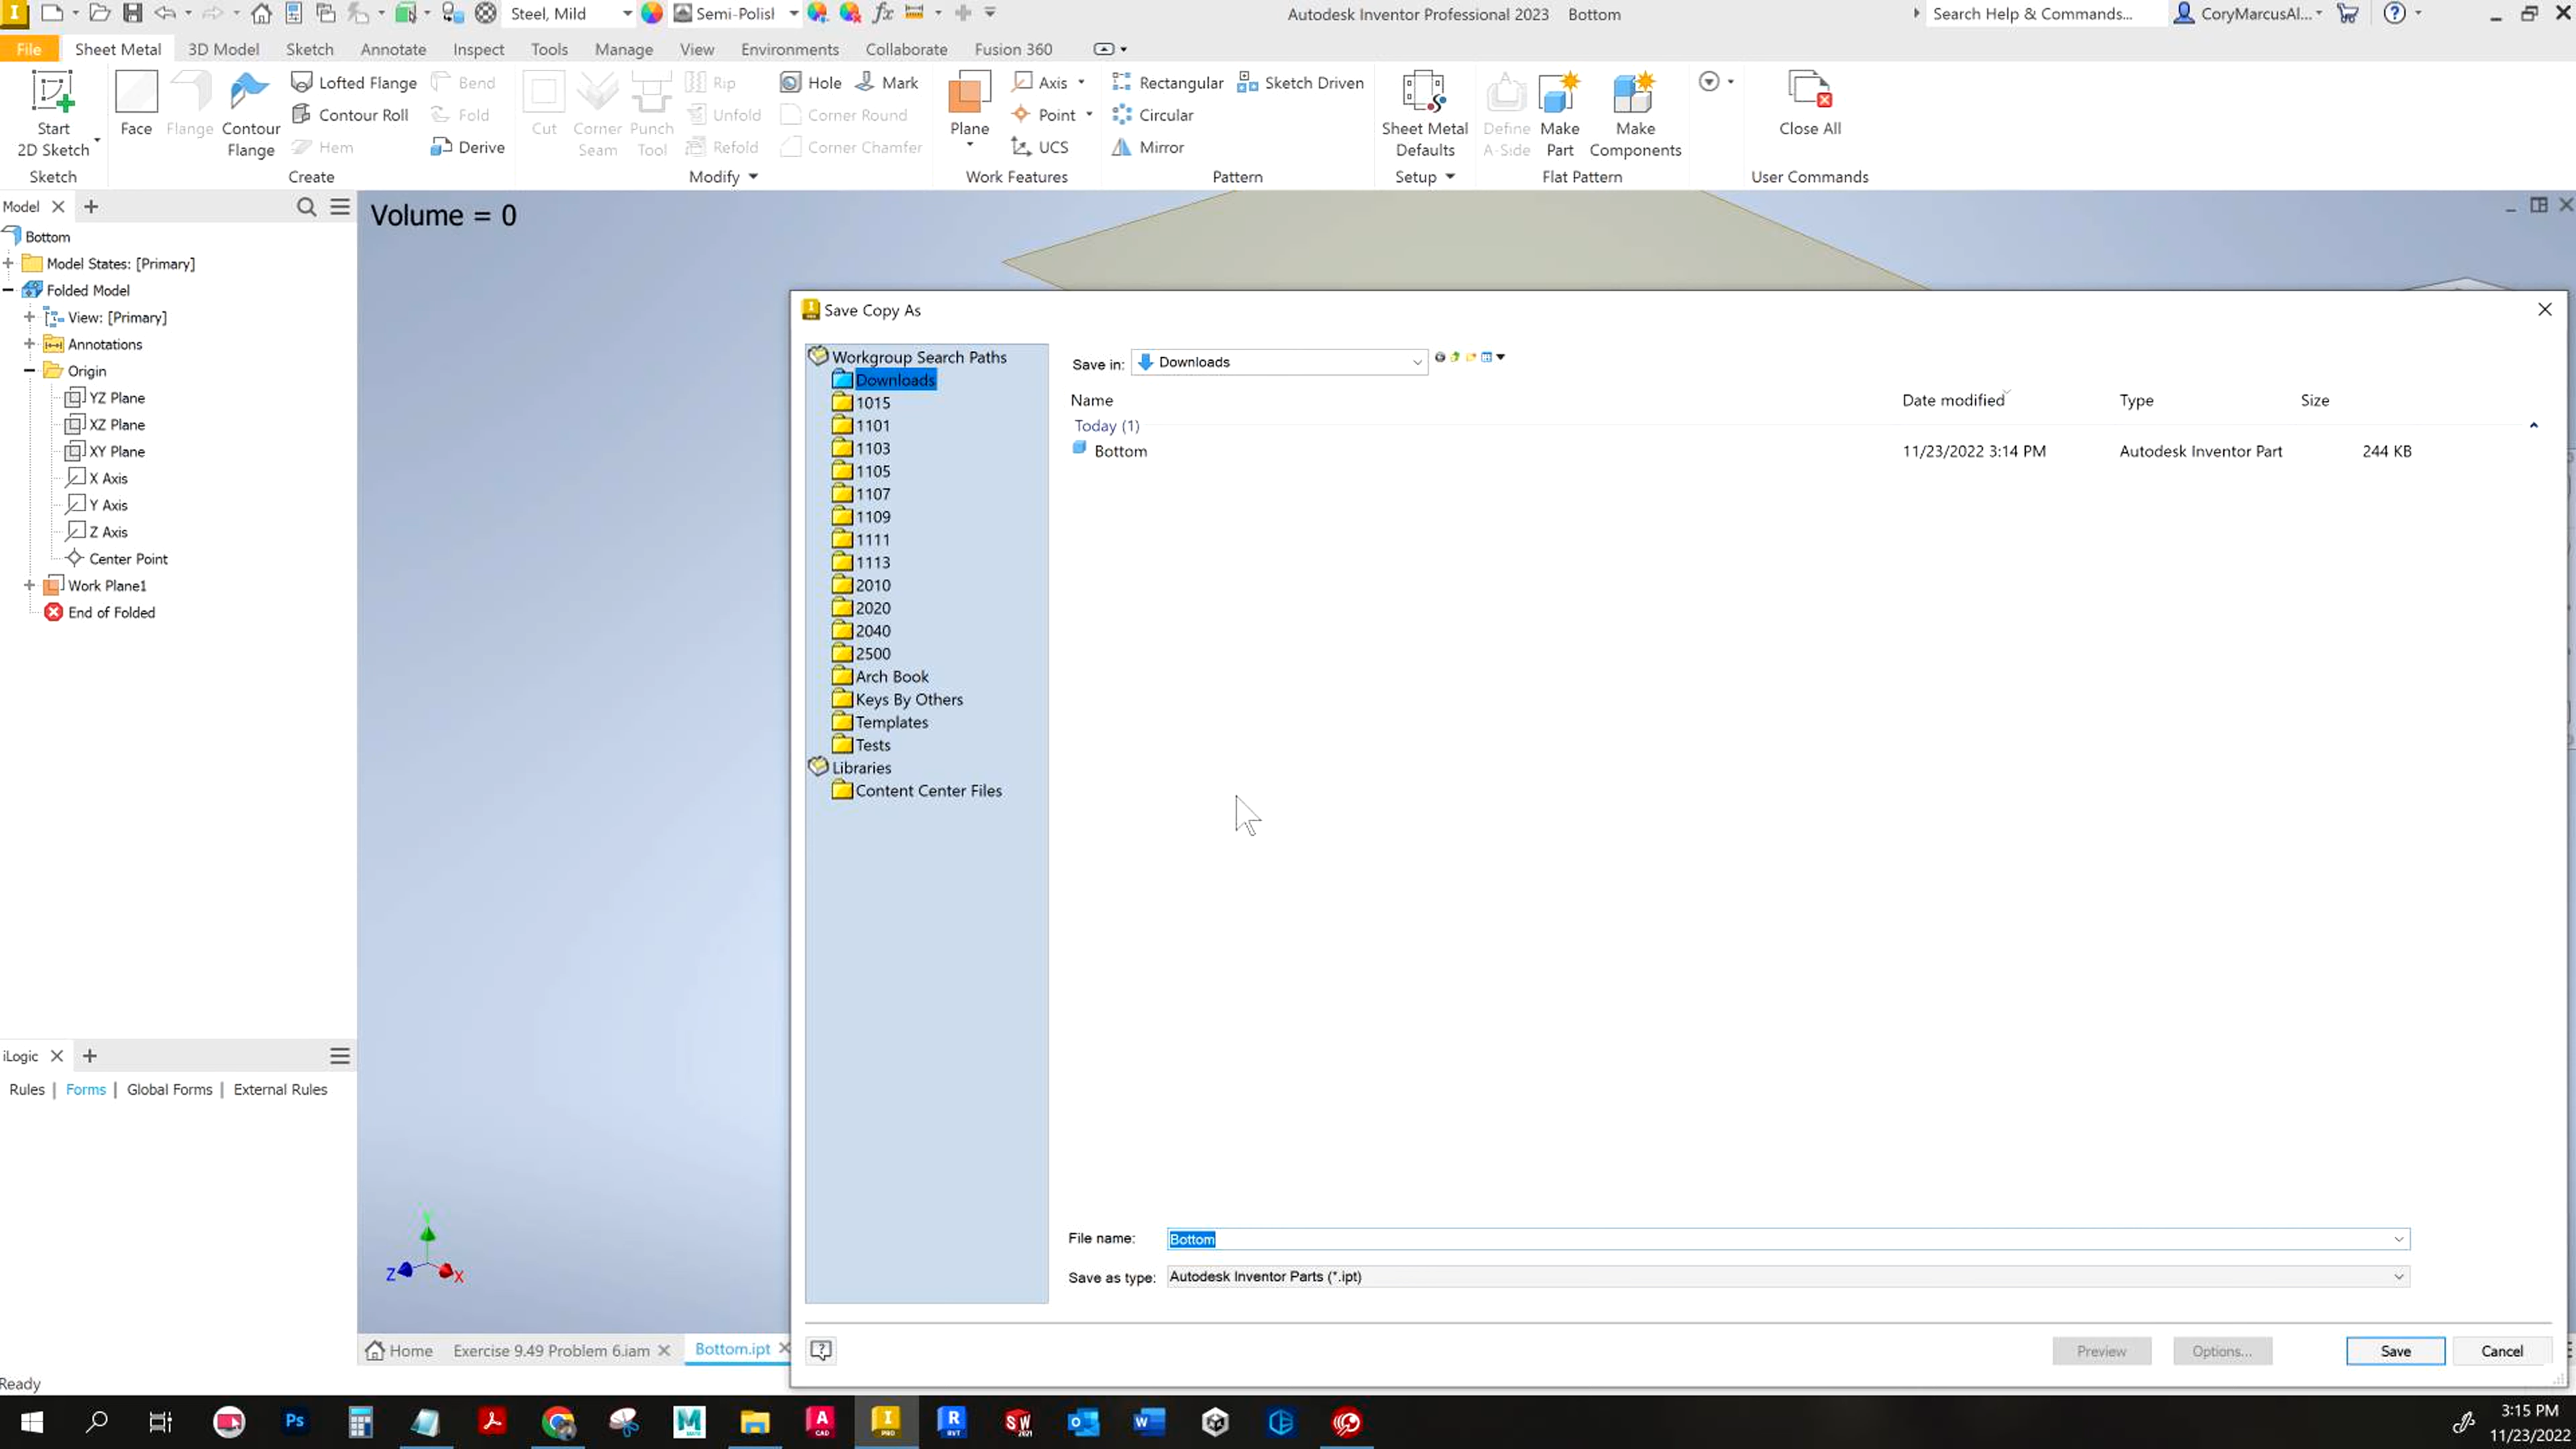 Steel, Mild
Semi-Polish
fx
Autodesk Inventor Professional 2023 Bottom
Search Help & Commands...
CoryMarcusAl...
File Sheet Metal 3D Model Sketch Annotate Inspect Tools Manage View Environments Collaborate Fusion 360
Start
2D Sketch
Sketch
Face
Flange
Contour
Flange
Lofted Flange
Contour Roll
Hem
Bend
Fold
Derive
Create
Cut
Corner
Seam
Punch
Tool
Rip
Unfold
Refold
Hole
Mark
Corner Round
Corner Chamfer
Modify
Plane
Axis
Point
UCS
Work Features
Rectangular
Sketch Driven
Circular
Mirror
Pattern
Sheet Metal
Defaults
Setup
Define
A-Side
Make
Part
Make
Components
Flat Pattern
Close All
User Commands
Model
Volume = 0
Bottom
Model States: [Primary]
Folded Model
View: [Primary]
Annotations
Origin
YZ Plane
XZ Plane
XY Plane
X Axis
Y Axis
Z Axis
Center Point
Work Plane1
End of Folded
iLogic
Rules | Forms | Global Forms | External Rules
Save Copy As
Workgroup Search Paths
Downloads
1015
1101
1103
1105
1107
1109
1111
1113
2010
2020
2040
2500
Arch Book
Keys By Others
Templates
Tests
Libraries
Content Center Files
Save in: Downloads
Name Date modified Type Size
Today (1)
Bottom 11/23/2022 3:14 PM Autodesk Inventor Part 244 KB
File name: Bottom
Save as type: Autodesk Inventor Parts (*.ipt)
Preview Options... Save Cancel
Y
Z
X
Home Exercise 9.49 Problem 6.iam Bottom.ipt
Ready
3:15 PM
11/23/2022